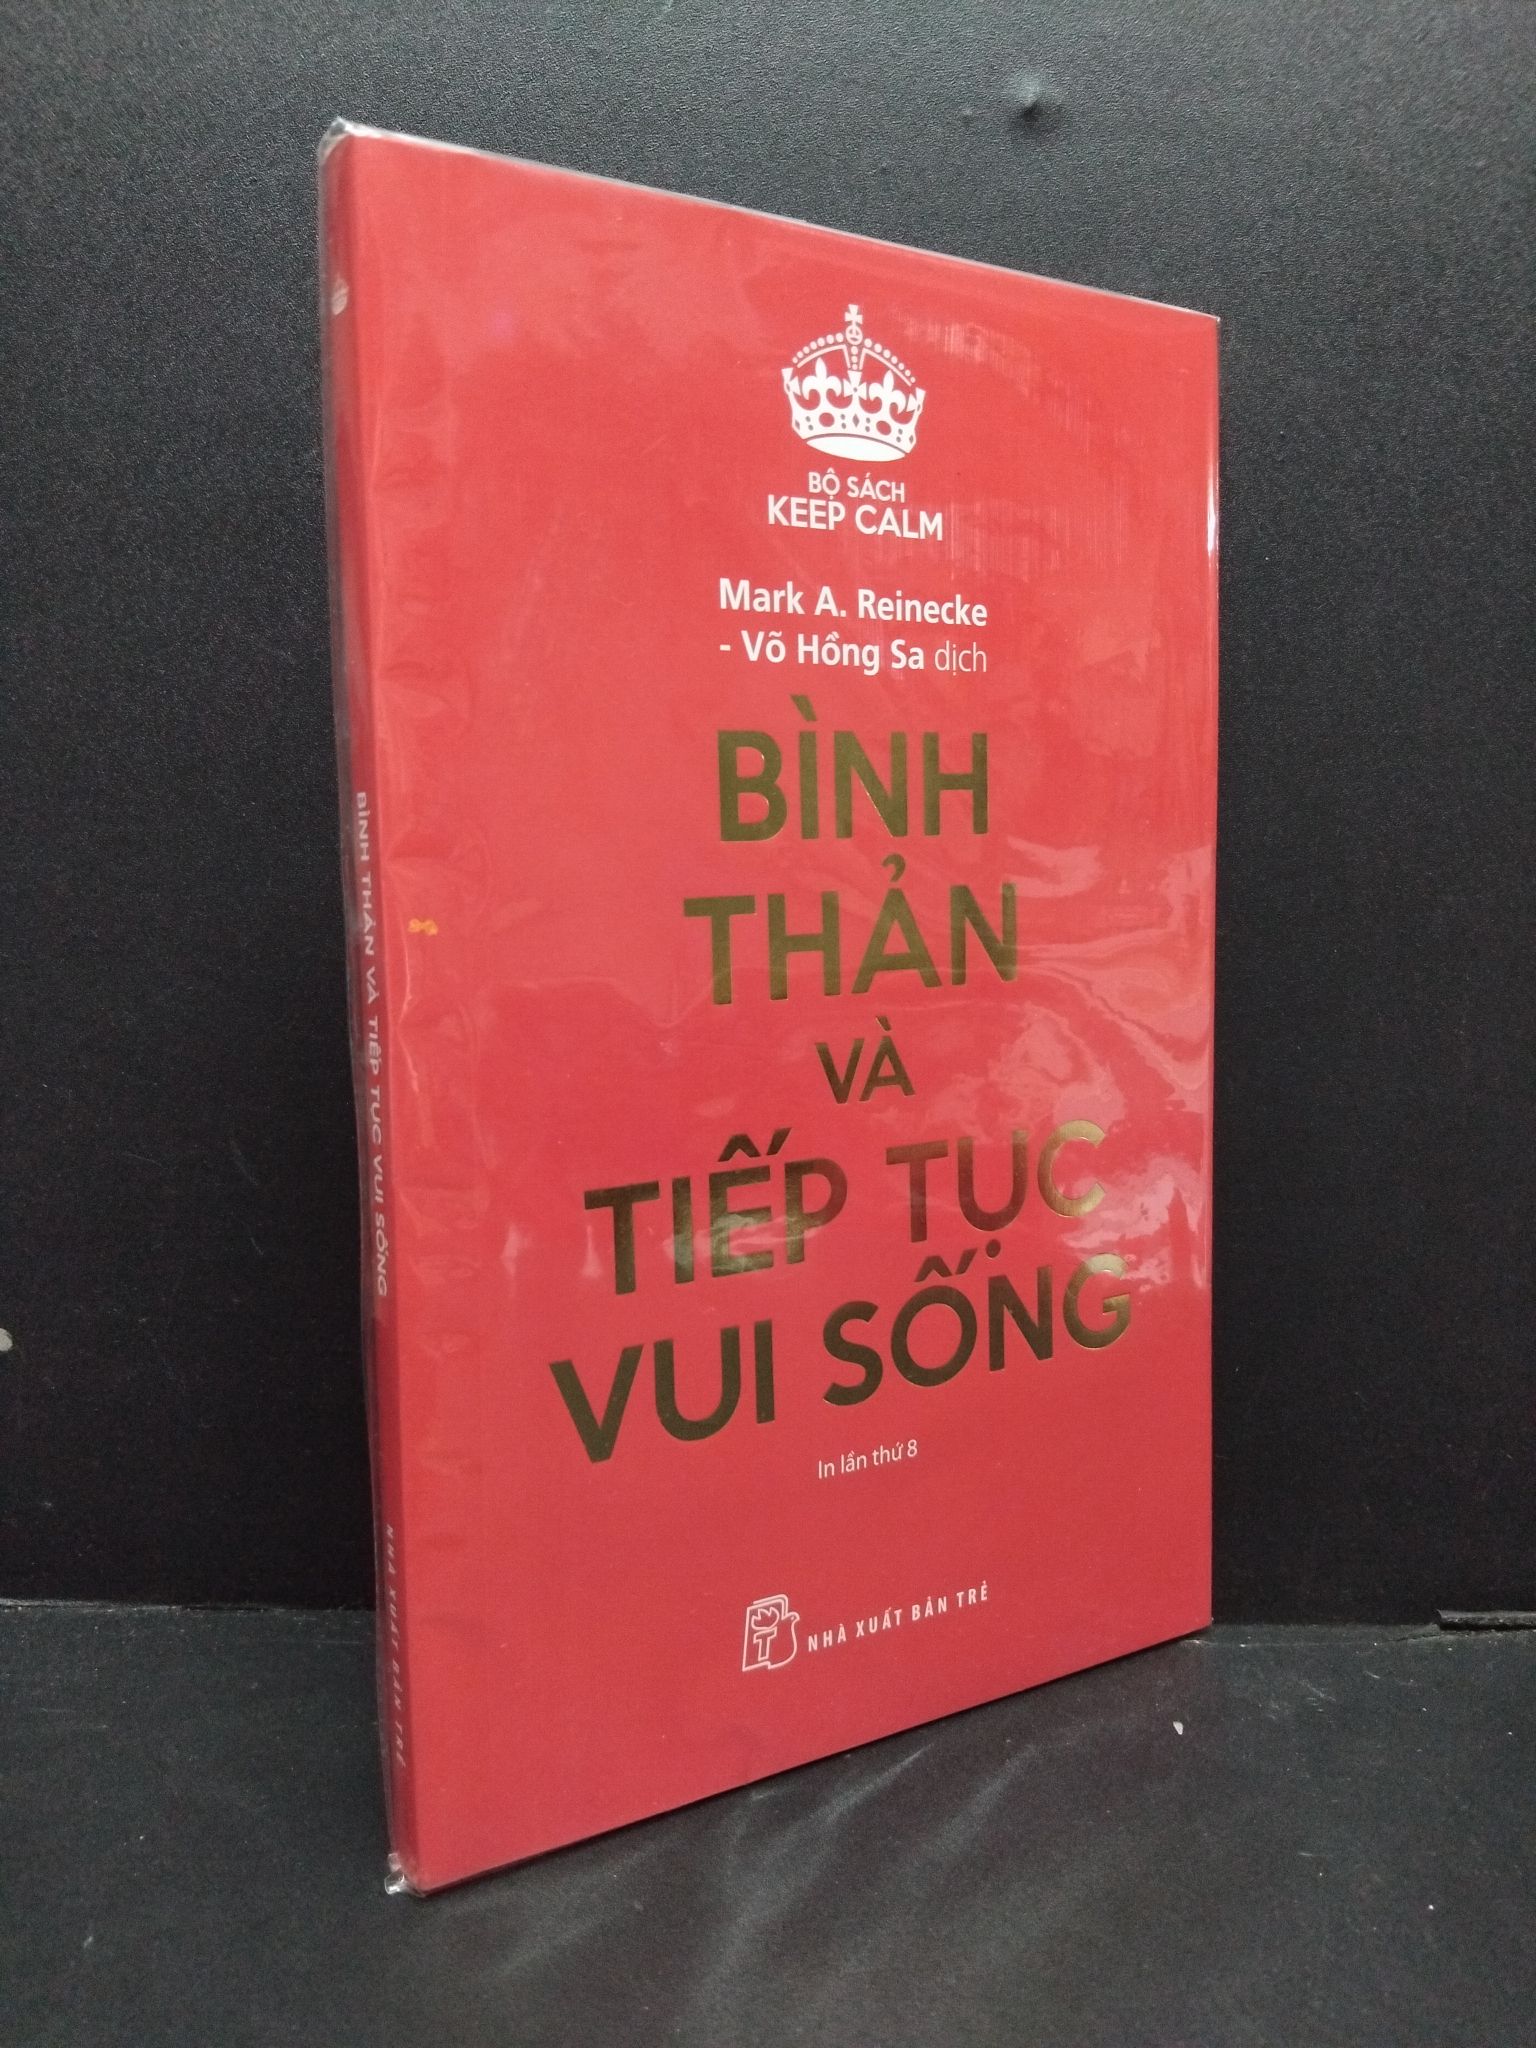 BỘ SÁCH
KEEP CALM
Mark A. Reinecke
- Võ Hồng Sa dịch
BÌNH
THẢN
VÀ
TIẾP TỤC
VUI SỐNG
In lần thứ 8
NHÀ XUẤT BẢN TRẺ
BÌNH THẢN VÀ TIẾP TỤC VUI SỐNG
NHÀ XUẤT BẢN TRẺ